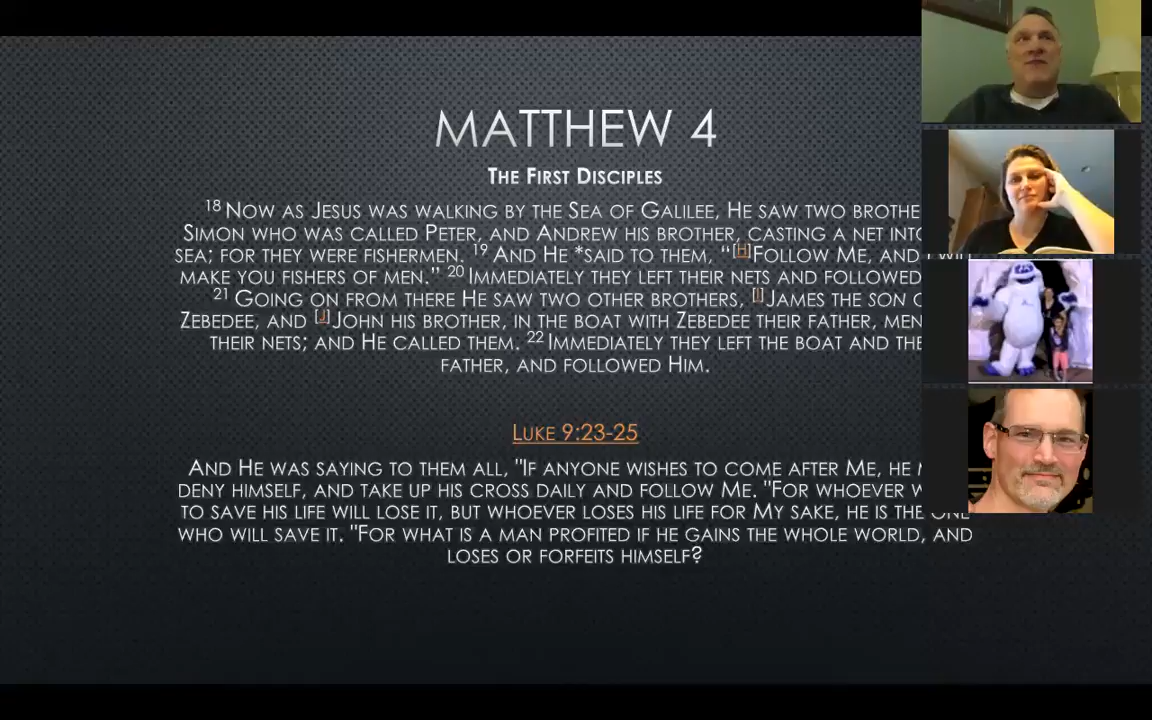 MATTHEW 4
THE FIRST DISCIPLES
18 NOW AS JESUS WAS WALKING BY THE SEA OF GALILEE, HE SAW TWO BROTHE
SIMON WHO WAS CALLED PETER, AND ANDREW HIS BROTHER, CASTING A NET INTO
SEA; FOR THEY WERE FISHERMEN. 19 AND HE *SAID TO THEM, “[H]FOLLOW ME, AND I WILL
MAKE YOU FISHERS OF MEN.” 20 IMMEDIATELY THEY LEFT THEIR NETS AND FOLLOWED
21 GOING ON FROM THERE HE SAW TWO OTHER BROTHERS, [I]JAMES THE SON O
ZEBEDEE, AND [J]JOHN HIS BROTHER, IN THE BOAT WITH ZEBEDEE THEIR FATHER, MEN
THEIR NETS; AND HE CALLED THEM. 22 IMMEDIATELY THEY LEFT THE BOAT AND THE
FATHER, AND FOLLOWED HIM.
LUKE 9:23-25
AND HE WAS SAYING TO THEM ALL, "IF ANYONE WISHES TO COME AFTER ME, HE M
DENY HIMSELF, AND TAKE UP HIS CROSS DAILY AND FOLLOW ME. "FOR WHOEVER W
TO SAVE HIS LIFE WILL LOSE IT, BUT WHOEVER LOSES HIS LIFE FOR MY SAKE, HE IS THE ONE
WHO WILL SAVE IT. "FOR WHAT IS A MAN PROFITED IF HE GAINS THE WHOLE WORLD, AND
LOSES OR FORFEITS HIMSELF?